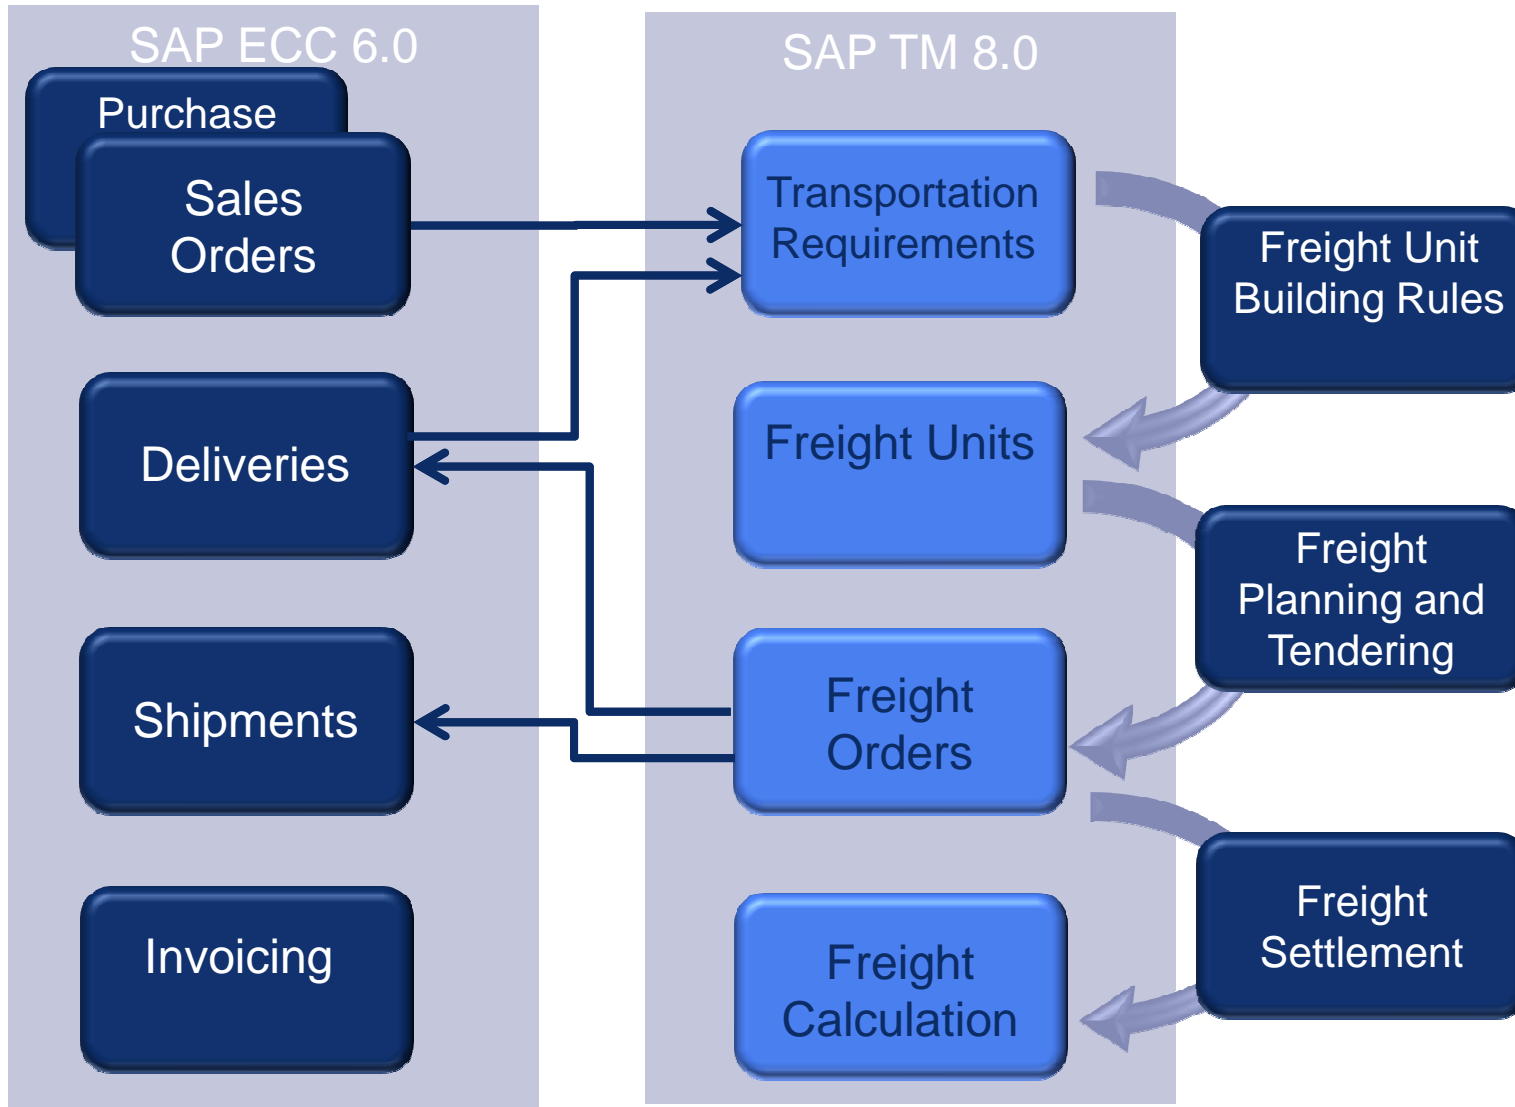 SAP ECC 6.0
Purchase
Sales
Orders
Deliveries
Shipments
Invoicing
SAP TM 8.0
Transportation
Requirements
Freight Units
Freight
Orders
Freight
Calculation
Freight Unit
Building Rules
Freight
Planning and
Tendering
Freight
Settlement